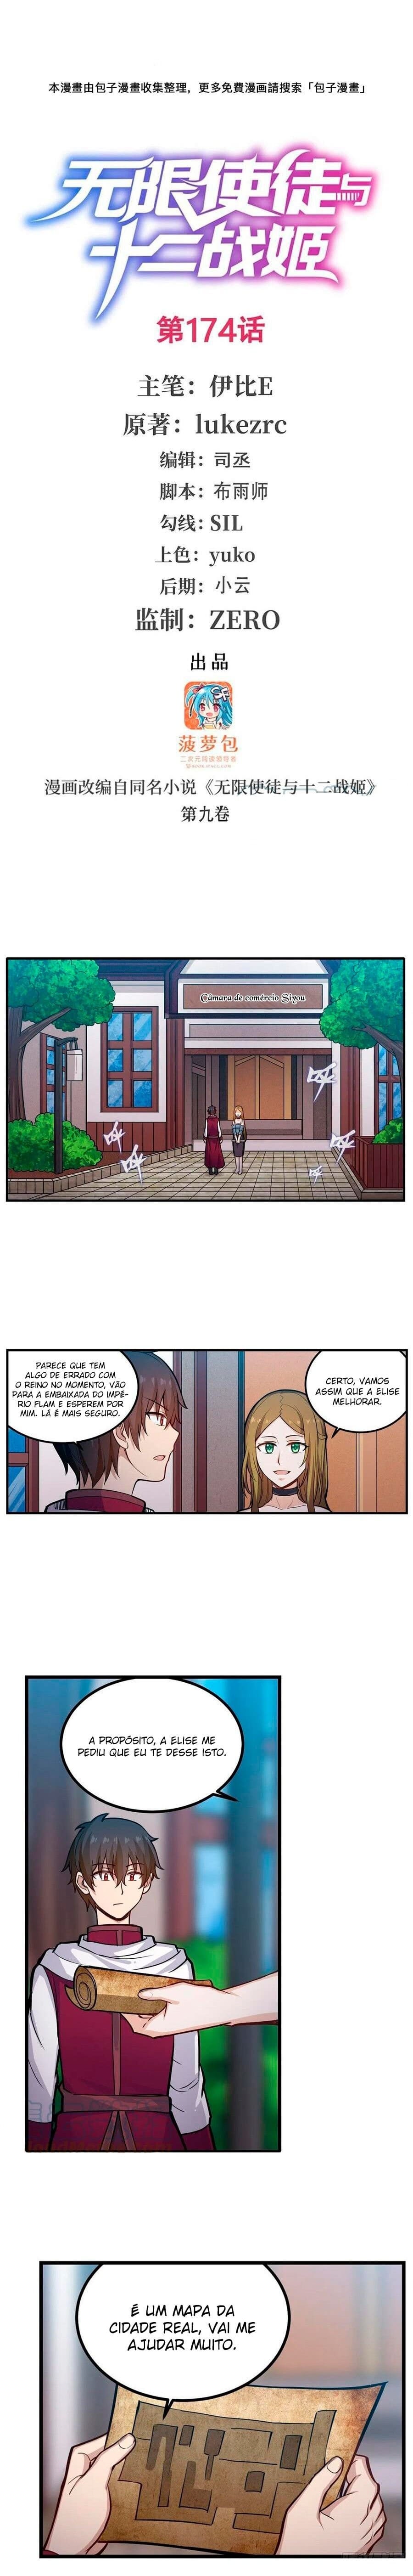 本漫畫由包子漫畫收集整理，更多免費漫画請搜索「包子漫畫」
无限使徒与
十二战姬
第174话
主笔：伊比E
原著：lukezrc
编辑：司丞
脚本：布雨师
勾线：SIL
上色：yuko
后期：小云
监制：ZERO
出品
SF
菠萝包
漫画改编自同名小说《无限使徒与十二战姬》
第九卷
Câmara de comércio Siyou
PARECE QUE TEM
ALGO DE ERRADO COM
O REINO NO MOMENTO, VÃO
PARA A EMBAIXADA DO IMPÉ-
RIO FLAM E ESPEREM POR
MIM. LÁ É MAIS SEGURO.
CERTO, VAMOS
ASSIM QUE A ELISE
MELHORAR.
A PROPÓSITO, A ELISE ME
PEDIU QUE EU TE DESSE ISTO.
É UM MAPA DA
CIDADE REAL, VAI ME
AJUDAR MUITO.